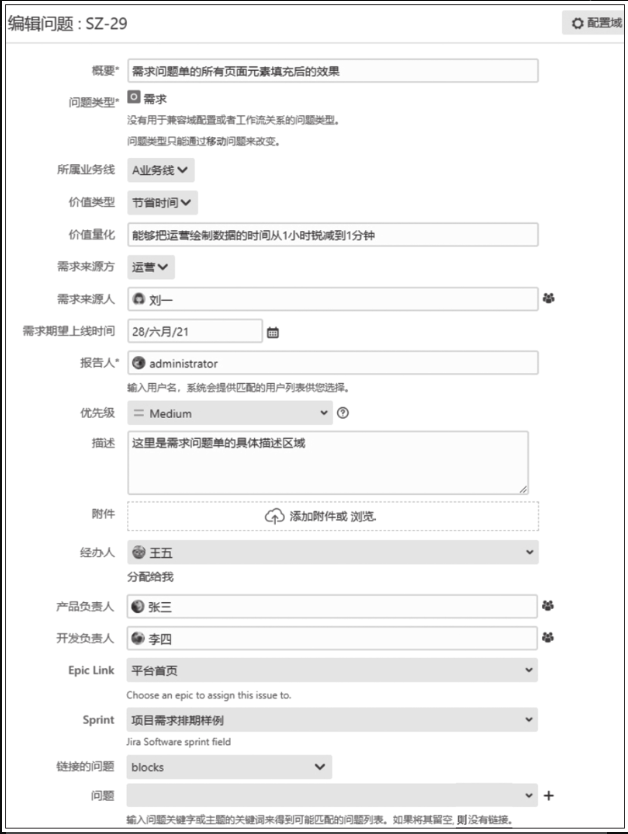 编辑问题 : SZ-29
配置域
概要* 需求问题单的所有页面元素填充后的效果
问题类型* 需求
没有用于兼容域配置或者工作流关系的问题类型。
问题类型只能通过移动问题来改变。
所属业务线 A业务线
价值类型 节省时间
价值量化 能够把运营绘制数据的时间从1小时锐减到1分钟
需求来源方 运营
需求来源人 刘一
需求期望上线时间 28/六月/21
报告人* administrator
输入用户名，系统会提供匹配的用户列表供您选择。
优先级 Medium
描述 这里是需求问题单的具体描述区域
附件 添加附件或 浏览.
经办人 王五
分配给我
产品负责人 张三
开发负责人 李四
Epic Link 平台首页
Choose an epic to assign this issue to.
Sprint 项目需求排期样例
Jira Software sprint field
链接的问题 blocks
问题
输入问题关键字或主题的关键词来得到可能匹配的问题列表。如果将其留空, 则没有链接。